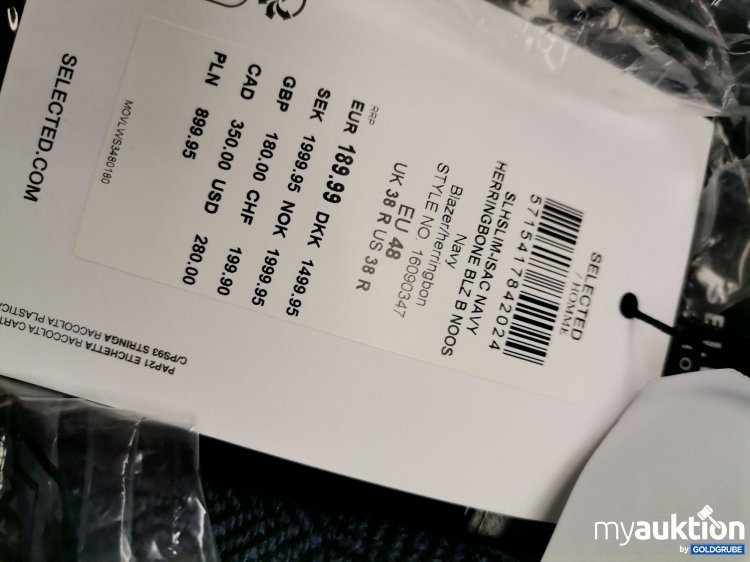 SELECTED
/ HOMME
5715417842024
SLHSLIM-ISAC NAVY
HERRINGBONE BLZ B NOOS
Navy
Blazer/herringbon
STYLE NO. 16090347
EU 48
UK 38 R US 38 R
RRP
EUR 189.99 DKK 1499.95
SEK 1999.95 NOK 1999.95
GBP 180.00 CHF 199.90
CAD 350.00 USD 280.00
PLN 899.95
MOVLWS3480180
SELECTED.COM
PAP21 ETICHETTA RACCOLTA CART
C/PS93 STRINGA RACCOLTA PLASTIC
myauktion
by GOLDGRUBE